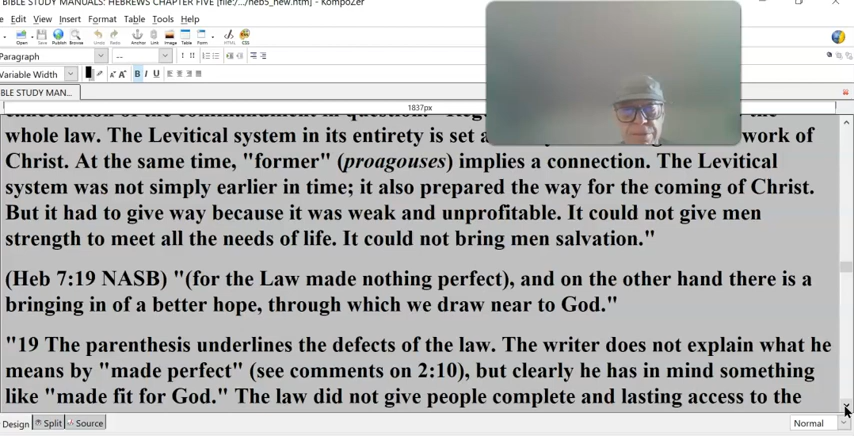 BIBLE STUDY MANUALS: HEBREWS CHAPTER FIVE [file:/.../heb5_new.htm] - KompoZer
Edit View Insert Format Table Tools Help
Open Save Publish Browse Undo Redo Anchor Link Image Table Form HTML CSS
Paragraph --
Variable Width A A B I U
BLE STUDY MAN...
1837px
cancellation of the commandment in question. the
whole law. The Levitical system in its entirety is set work of
Christ. At the same time, "former" (proagouses) implies a connection. The Levitical
system was not simply earlier in time; it also prepared the way for the coming of Christ.
But it had to give way because it was weak and unprofitable. It could not give men
strength to meet all the needs of life. It could not bring men salvation."
(Heb 7:19 NASB) "(for the Law made nothing perfect), and on the other hand there is a
bringing in of a better hope, through which we draw near to God."
"19 The parenthesis underlines the defects of the law. The writer does not explain what he
means by "made perfect" (see comments on 2:10), but clearly he has in mind something
like "made fit for God." The law did not give people complete and lasting access to the
Design Split Source Normal